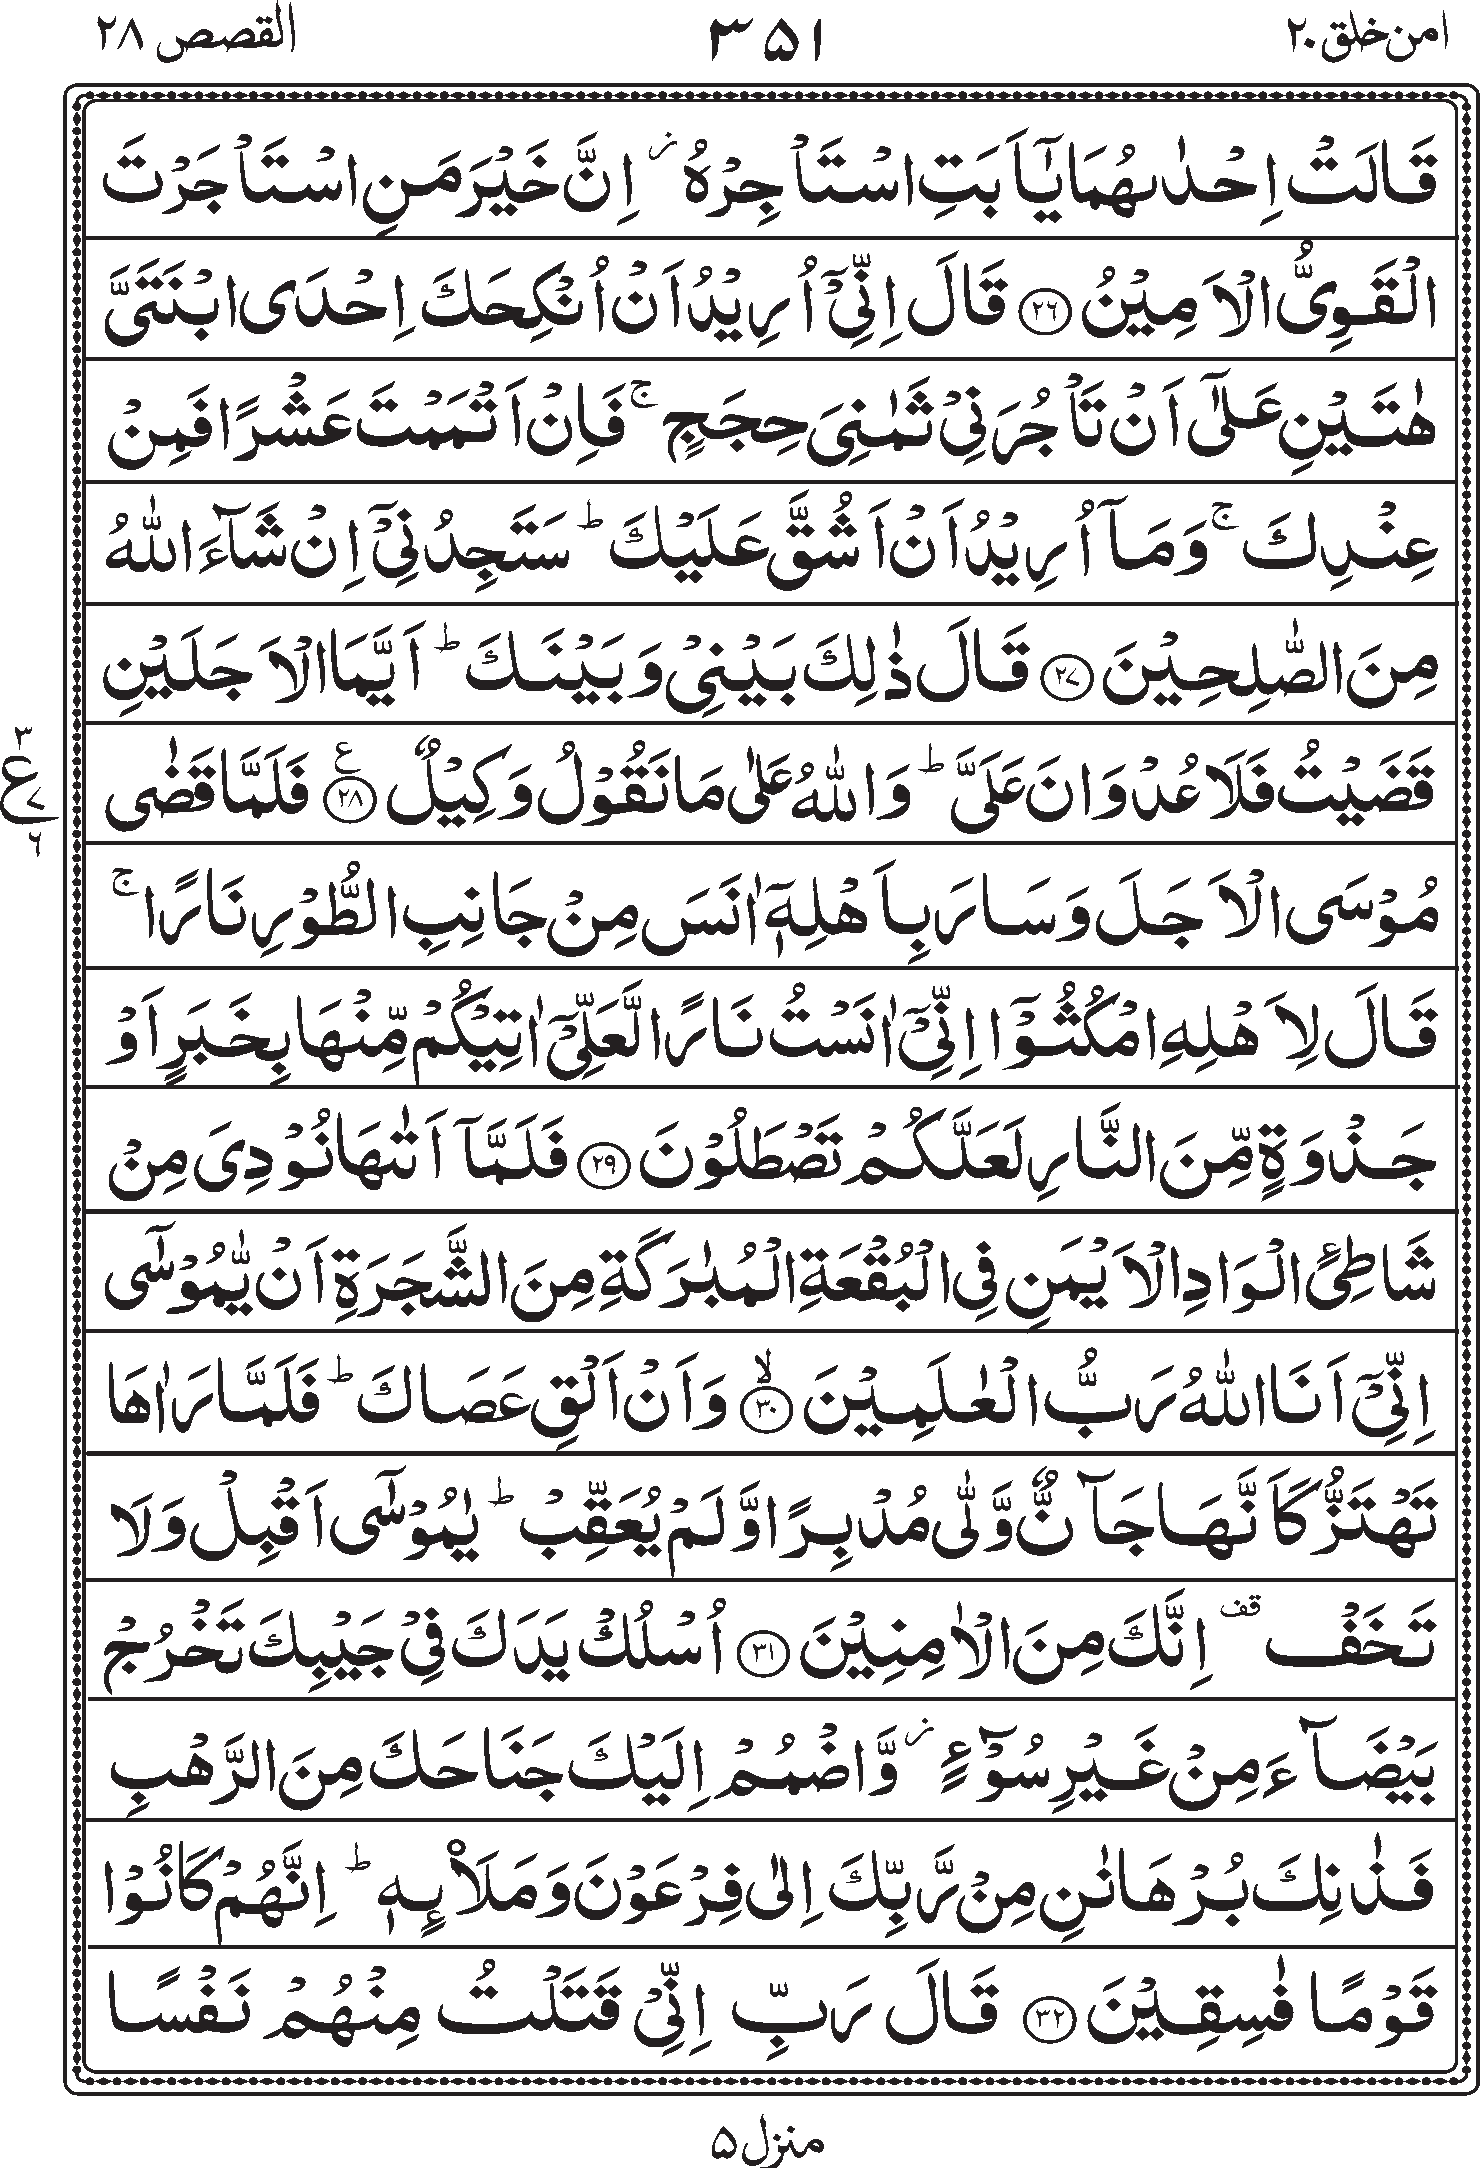 امن خلق ٢٠
٣٥١
القصص ٢٨
قَالَتْ اِحْدٰىهُمَا يٰۤاَبَتِ اسْتَاْجِرْهُ ؗ اِنَّ خَيْرَ مَنِ اسْتَاْجَرْتَ
الْقَوِيُّ الْاَمِيْنُ ۝٢٦ قَالَ اِنِّيْۤ اُرِيْدُ اَنْ اُنْكِحَكَ اِحْدَى ابْنَتَيَّ
هٰتَيْنِ عَلٰۤى اَنْ تَاْجُرَنِيْ ثَمٰنِيَ حِجَجٍ ۚ فَاِنْ اَتْمَمْتَ عَشْرًا فَمِنْ
عِنْدِكَ ۚ وَمَاۤ اُرِيْدُ اَنْ اَشُقَّ عَلَيْكَ ؕ سَتَجِدُنِيْۤ اِنْ شَآءَ اللّٰهُ
مِنَ الصّٰلِحِيْنَ ۝٢٧ قَالَ ذٰلِكَ بَيْنِيْ وَبَيْنَكَ ؕ اَيَّمَا الْاَجَلَيْنِ
قَضَيْتُ فَلَا عُدْوَانَ عَلَيَّ ؕ وَاللّٰهُ عَلٰى مَا نَقُوْلُ وَكِيْلٌ ۝٢٨ ع فَلَمَّا قَضٰى
٣ ع ٧ ٦
مُوْسَى الْاَجَلَ وَسَارَ بِاَهْلِهٖۤ اٰنَسَ مِنْ جَانِبِ الطُّوْرِ نَارًا ۚ
قَالَ لِاَهْلِهِ امْكُثُوْۤا اِنِّيْۤ اٰنَسْتُ نَارًا لَّعَلِّيْۤ اٰتِيْكُمْ مِّنْهَا بِخَبَرٍ اَوْ
جَذْوَةٍ مِّنَ النَّارِ لَعَلَّكُمْ تَصْطَلُوْنَ ۝٢٩ فَلَمَّاۤ اَتٰىهَا نُوْدِيَ مِنْ
شَاطِئِ الْوَادِ الْاَيْمَنِ فِي الْبُقْعَةِ الْمُبٰرَكَةِ مِنَ الشَّجَرَةِ اَنْ يّٰمُوْسٰۤى
اِنِّيْۤ اَنَا اللّٰهُ رَبُّ الْعٰلَمِيْنَ ۝٣٠ ۙ وَاَنْ اَلْقِ عَصَاكَ ؕ فَلَمَّا رَاٰهَا
تَهْتَزُّ كَاَنَّهَا جَآنٌّ وَّلّٰى مُدْبِرًا وَّلَمْ يُعَقِّبْ ؕ يٰمُوْسٰۤى اَقْبِلْ وَلَا
تَخَفْ قف اِنَّكَ مِنَ الْاٰمِنِيْنَ ۝٣١ اُسْلُكْ يَدَكَ فِيْ جَيْبِكَ تَخْرُجْ
بَيْضَآءَ مِنْ غَيْرِ سُوْٓءٍ ؗ وَّاضْمُمْ اِلَيْكَ جَنَاحَكَ مِنَ الرَّهْبِ
فَذٰنِكَ بُرْهَانٰنِ مِنْ رَّبِّكَ اِلٰى فِرْعَوْنَ وَمَلَا۟ئِهٖ ؕ اِنَّهُمْ كَانُوْا
قَوْمًا فٰسِقِيْنَ ۝٣٢ قَالَ رَبِّ اِنِّيْ قَتَلْتُ مِنْهُمْ نَفْسًا
منزل ۵